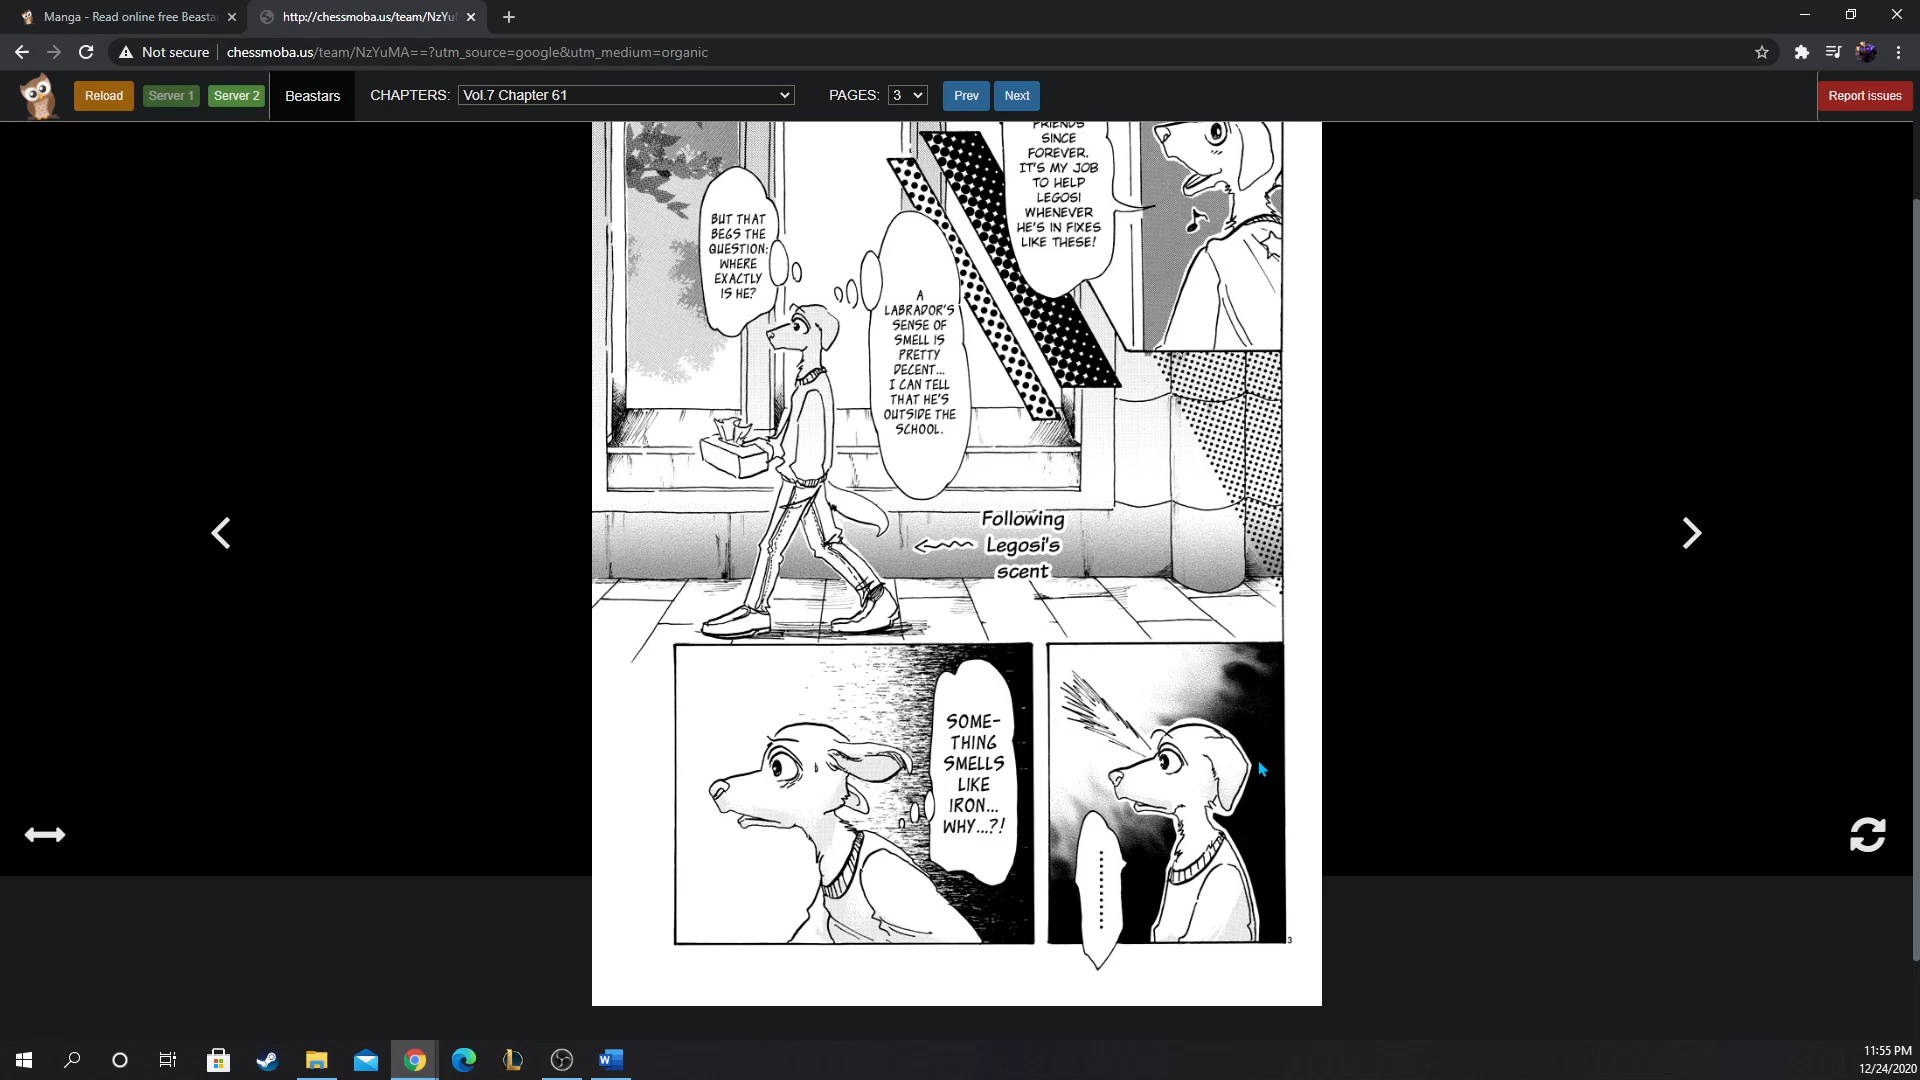 Manga - Read online free Beasta
http://chessmoba.us/team/NzYu
Not secure
chessmoba.us/team/NzYuMA==?utm_source=google&utm_medium=organic
Reload
Server 1
Server 2
Beastars
CHAPTERS:
Vol.7 Chapter 61
PAGES:
3
Prev
Next
Report issues
FRIENDS
SINCE
FOREVER.
IT'S MY JOB
TO HELP
LEGOSI
WHENEVER
HE'S IN FIXES
LIKE THESE!
A
LABRADOR'S
SENSE OF
SMELL IS
PRETTY
DECENT...
I CAN TELL
THAT HE'S
OUTSIDE THE
SCHOOL.
BUT THAT
BEGS THE
QUESTION:
WHERE
EXACTLY
IS HE?
Following
Legosi's
scent
..........
SOME-
THING
SMELLS
LIKE
IRON...
WHY...?!
3
11:55 PM
12/24/2020